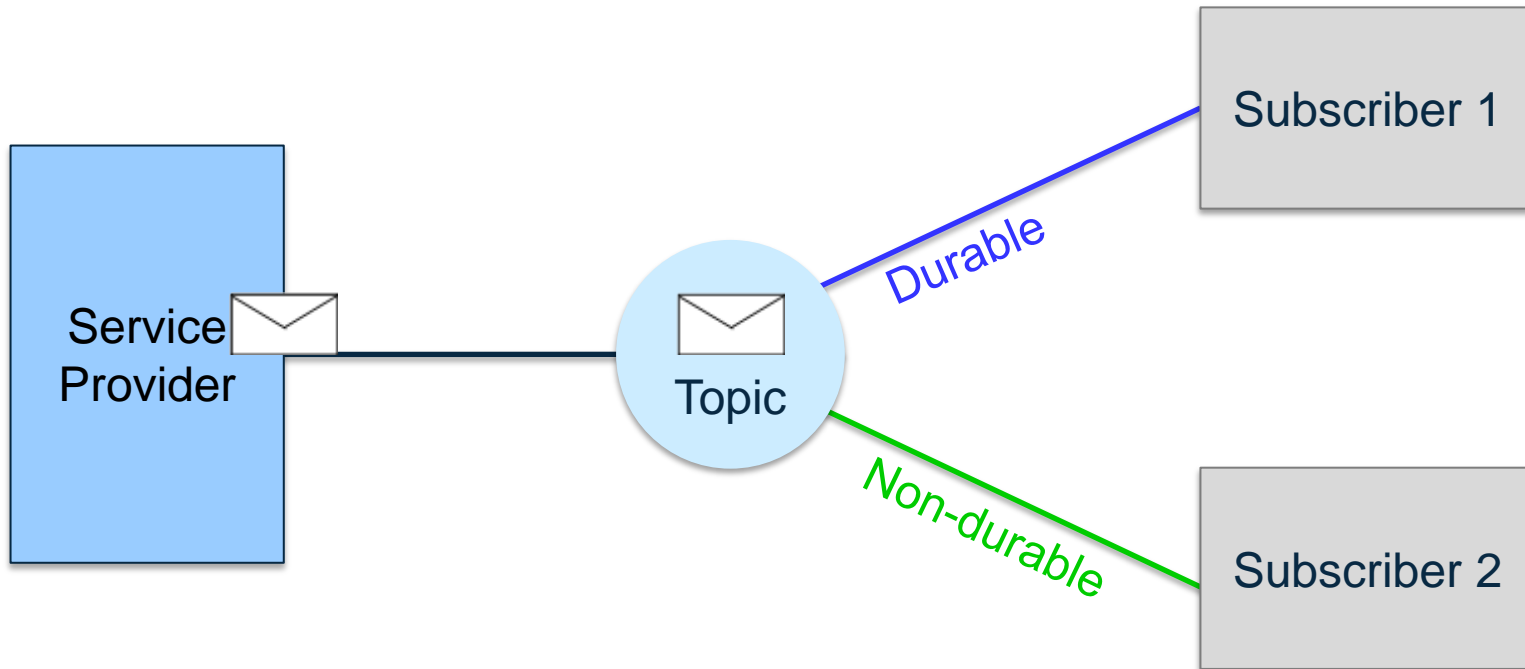 Subscriber 1
Durable
Service
Provider
Topic
Non-durable
Subscriber 2